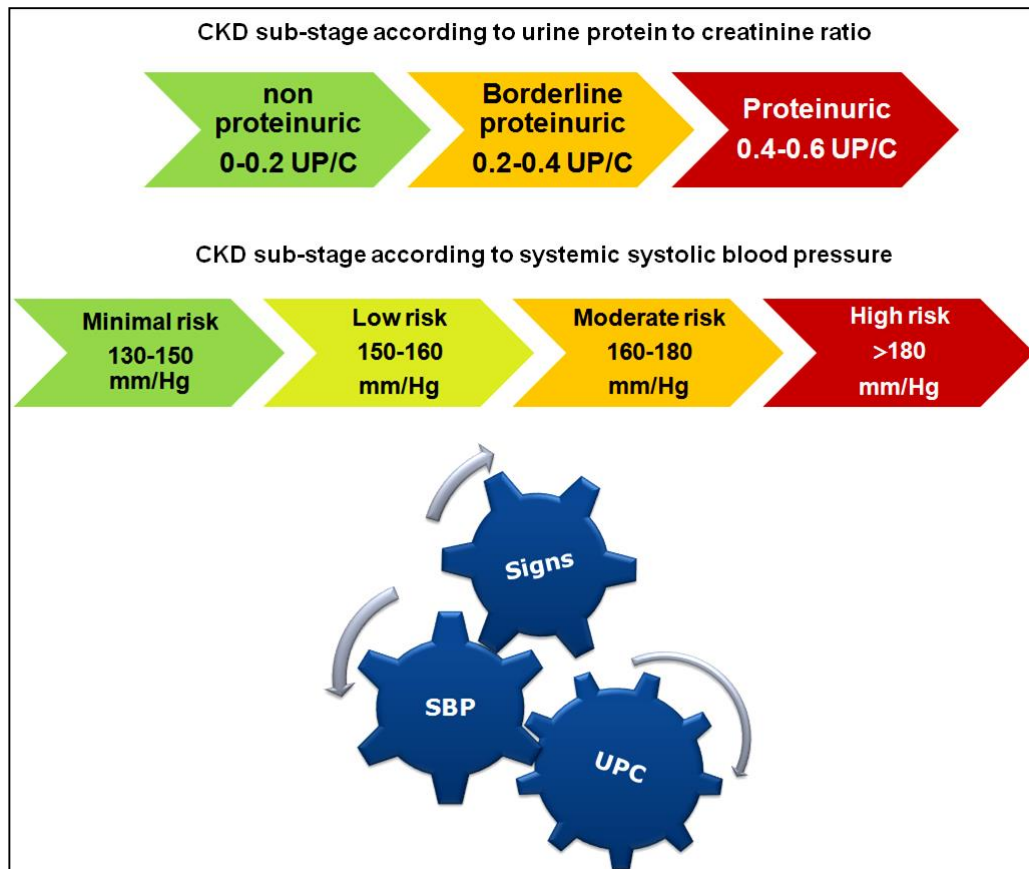 CKD sub-stage according to urine protein to creatinine ratio
non
proteinuric
0-0.2 UP/C
Borderline
proteinuric
0.2-0.4 UP/C
Proteinuric
0.4-0.6 UP/C
CKD sub-stage according to systemic systolic blood pressure
Minimal risk
130-150
mm/Hg
Low risk
150-160
mm/Hg
Moderate risk
160-180
mm/Hg
High risk
>180
mm/Hg
Signs
SBP
UPC